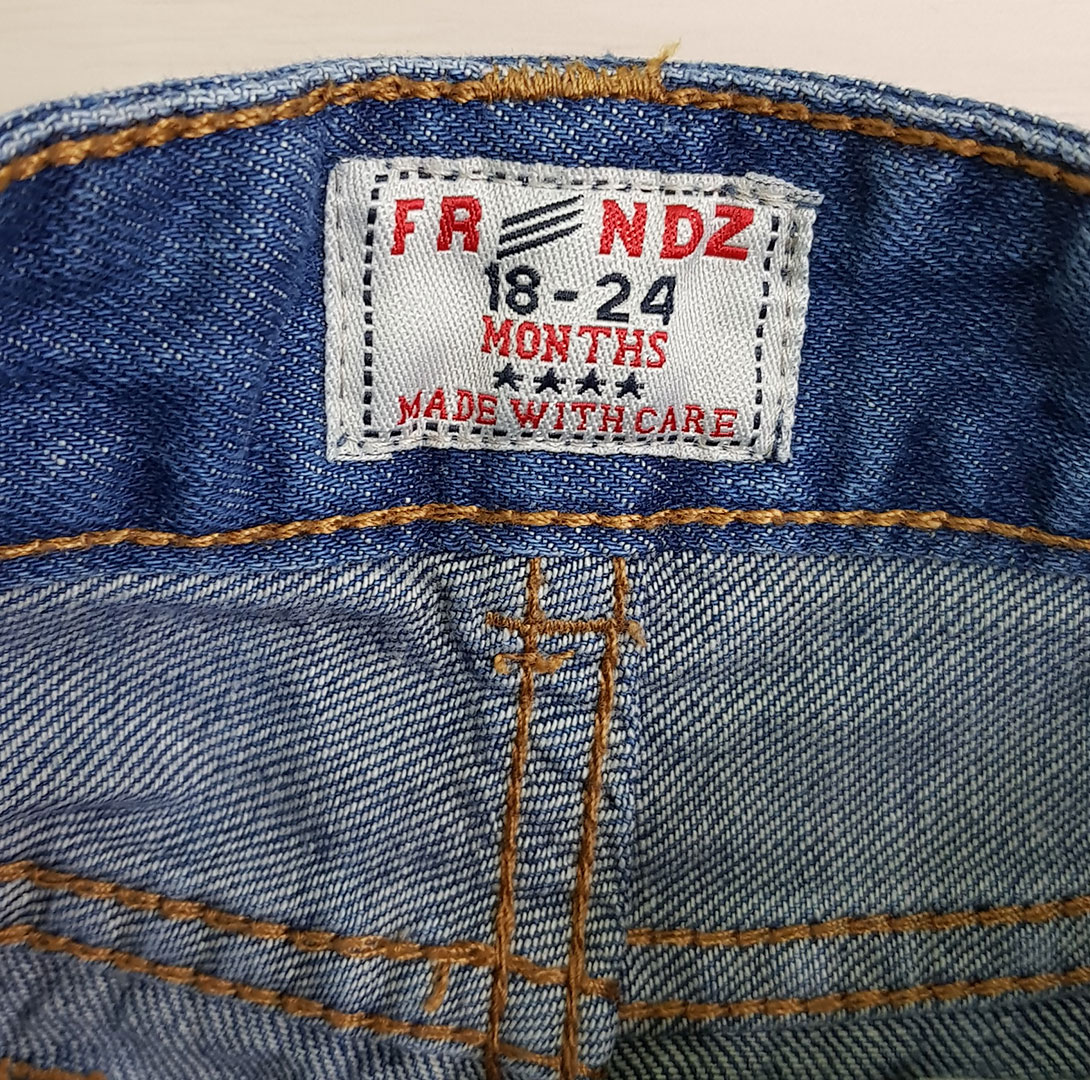 FR NDZ
18-24
MONTHS
MADE WITH CARE